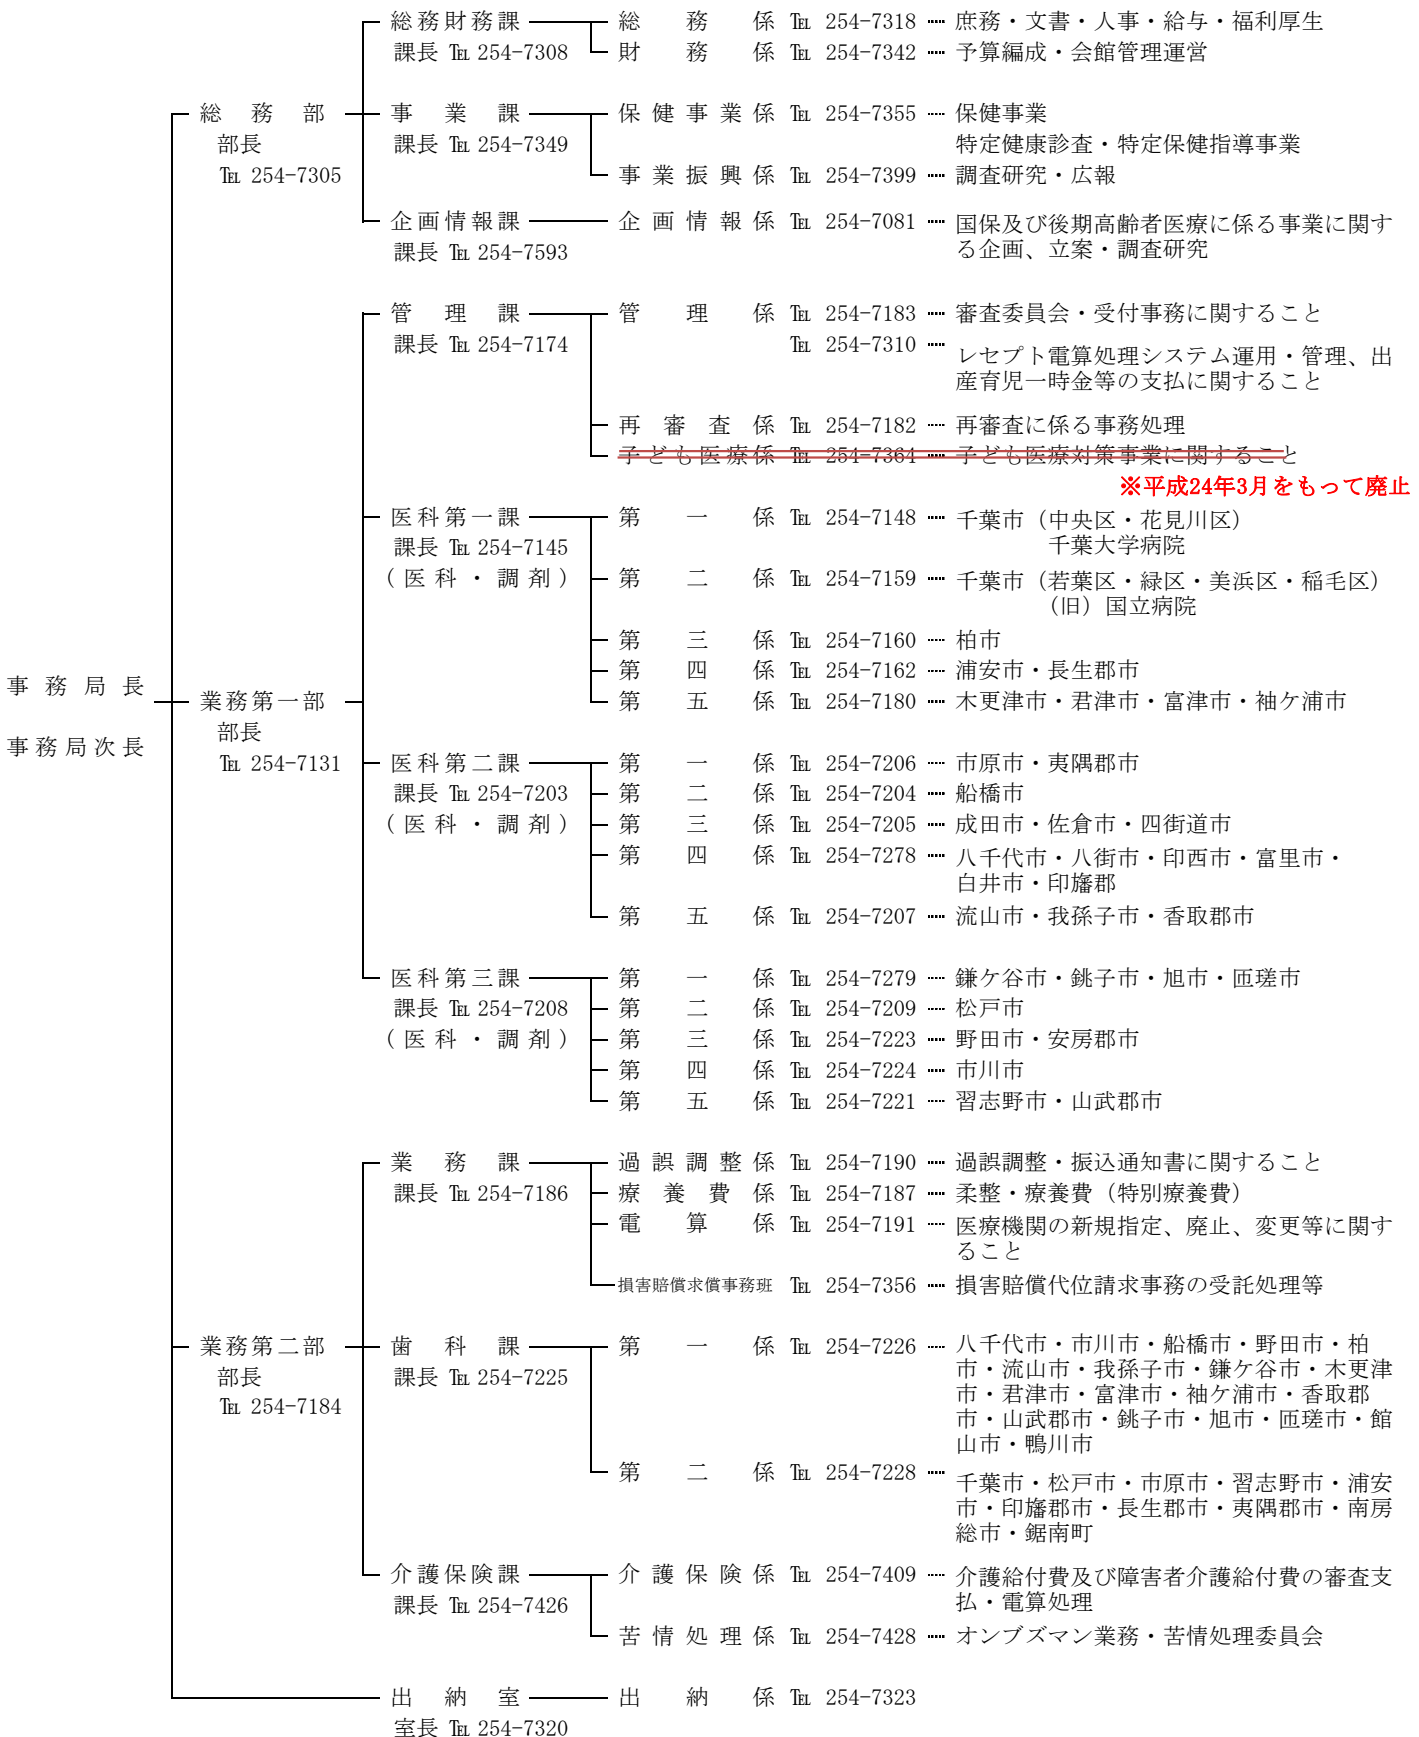 総務財務課 総務係 ℡ 254-7318 … 庶務・文書・人事・給与・福利厚生
課長 ℡ 254-7308 財務係 ℡ 254-7342 … 予算編成・会館管理運営
総務部 事業課 保健事業係 ℡ 254-7355 … 保健事業
部長 課長 ℡ 254-7349 特定健康診査・特定保健指導事業
℡ 254-7305 事業振興係 ℡ 254-7399 … 調査研究・広報
企画情報課 企画情報係 ℡ 254-7081 … 国保及び後期高齢者医療に係る事業に関す
課長 ℡ 254-7593 る企画、立案・調査研究
管理課 管理係 ℡ 254-7183 … 審査委員会・受付事務に関すること
課長 ℡ 254-7174 ℡ 254-7310 … レセプト電算処理システム運用・管理、出
産育児一時金等の支払に関すること
再審査係 ℡ 254-7182 … 再審査に係る事務処理
子ども医療係 ℡ 254-7364 … 子ども医療対策事業に関すること
※平成24年3月をもって廃止
医科第一課 第一係 ℡ 254-7148 … 千葉市（中央区・花見川区）
課長 ℡ 254-7145 千葉大学病院
（医科・調剤） 第二係 ℡ 254-7159 … 千葉市（若葉区・緑区・美浜区・稲毛区）
（旧）国立病院
第三係 ℡ 254-7160 … 柏市
第四係 ℡ 254-7162 … 浦安市・長生郡市
事務局長 業務第一部 第五係 ℡ 254-7180 … 木更津市・君津市・富津市・袖ケ浦市
部長
事務局次長 ℡ 254-7131 医科第二課 第一係 ℡ 254-7206 … 市原市・夷隅郡市
課長 ℡ 254-7203 第二係 ℡ 254-7204 … 船橋市
（医科・調剤） 第三係 ℡ 254-7205 … 成田市・佐倉市・四街道市
第四係 ℡ 254-7278 … 八千代市・八街市・印西市・富里市・
白井市・印旛郡
第五係 ℡ 254-7207 … 流山市・我孫子市・香取郡市
医科第三課 第一係 ℡ 254-7279 … 鎌ケ谷市・銚子市・旭市・匝瑳市
課長 ℡ 254-7208 第二係 ℡ 254-7209 … 松戸市
（医科・調剤） 第三係 ℡ 254-7223 … 野田市・安房郡市
第四係 ℡ 254-7224 … 市川市
第五係 ℡ 254-7221 … 習志野市・山武郡市
業務課 過誤調整係 ℡ 254-7190 … 過誤調整・振込通知書に関すること
課長 ℡ 254-7186 療養費係 ℡ 254-7187 … 柔整・療養費（特別療養費）
電算係 ℡ 254-7191 … 医療機関の新規指定、廃止、変更等に関す
ること
損害賠償求償事務班 ℡ 254-7356 … 損害賠償代位請求事務の受託処理等
業務第二部 歯科課 第一係 ℡ 254-7226 … 八千代市・市川市・船橋市・野田市・柏
部長 課長 ℡ 254-7225 市・流山市・我孫子市・鎌ケ谷市・木更津
℡ 254-7184 市・君津市・富津市・袖ケ浦市・香取郡
市・山武郡市・銚子市・旭市・匝瑳市・館
山市・鴨川市
第二係 ℡ 254-7228 … 千葉市・松戸市・市原市・習志野市・浦安
市・印旛郡市・長生郡市・夷隅郡市・南房
総市・鋸南町
介護保険課 介護保険係 ℡ 254-7409 … 介護給付費及び障害者介護給付費の審査支
課長 ℡ 254-7426 払・電算処理
苦情処理係 ℡ 254-7428 … オンブズマン業務・苦情処理委員会
出納室 出納係 ℡ 254-7323
室長 ℡ 254-7320